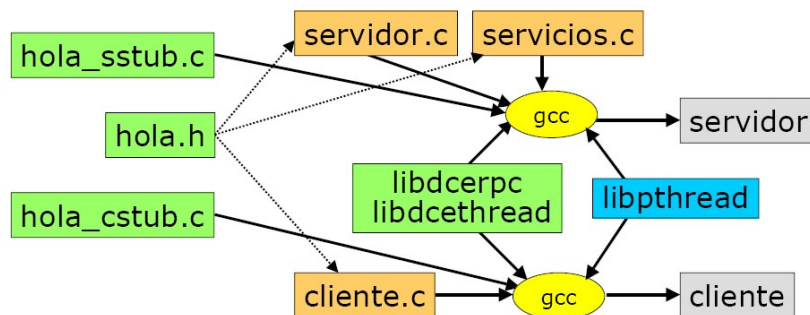 servidor.c
servicios.c
hola_sstub.c
gcc
servidor
hola.h
libdcerpc
libdcethread
libpthread
hola_cstub.c
cliente.c
gcc
cliente